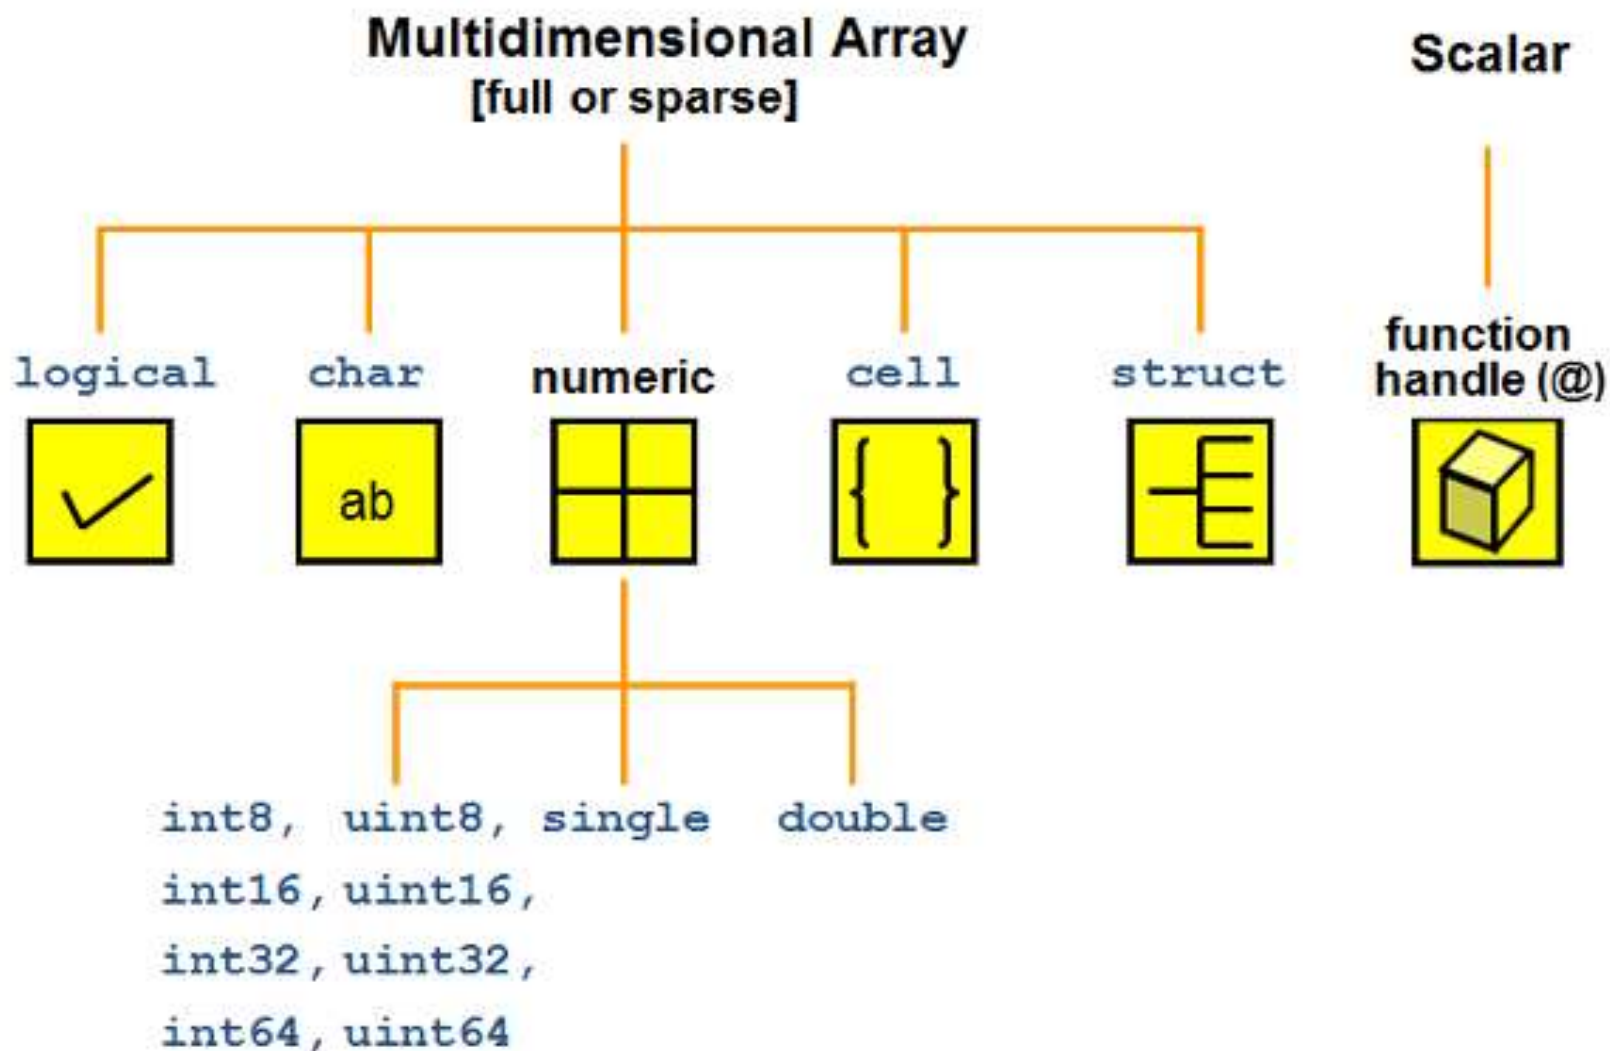 Multidimensional Array
[full or sparse]
Scalar
logical
char
numeric
cell
struct
function
handle (@)
ab
{ }
int8, uint8, single double
int16, uint16,
int32, uint32,
int64, uint64